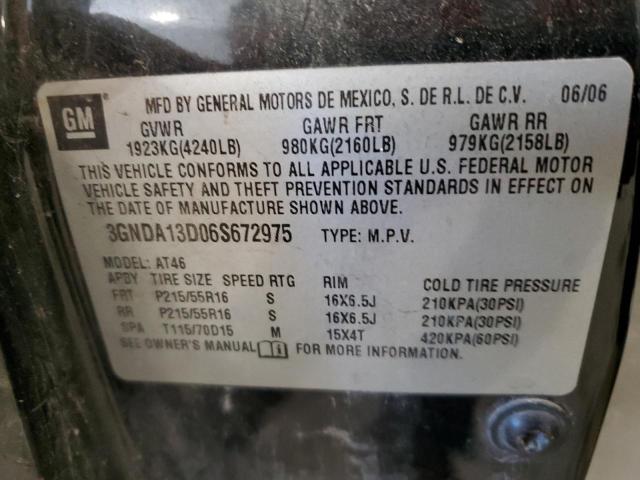 GM MFD BY GENERAL MOTORS DE MEXICO, S. DE R.L. DE C.V. 06/06
GVWR GAWR FRT GAWR RR
1923KG(4240LB) 980KG(2160LB) 979KG(2158LB)
THIS VEHICLE CONFORMS TO ALL APPLICABLE U.S. FEDERAL MOTOR
VEHICLE SAFETY AND THEFT PREVENTION STANDARDS IN EFFECT ON
THE DATE OF MANUFACTURE SHOWN ABOVE.
3GNDA13D06S672975 TYPE: M.P.V.
MODEL: AT46
APBY TIRE SIZE SPEED RTG RIM COLD TIRE PRESSURE
FRT P215/55R16 S 16X6.5J 210KPA(30PSI)
RR P215/55R16 S 16X6.5J 210KPA(30PSI)
SPA T115/70D15 M 15X4T 420KPA(60PSI)
SEE OWNER'S MANUAL FOR MORE INFORMATION.